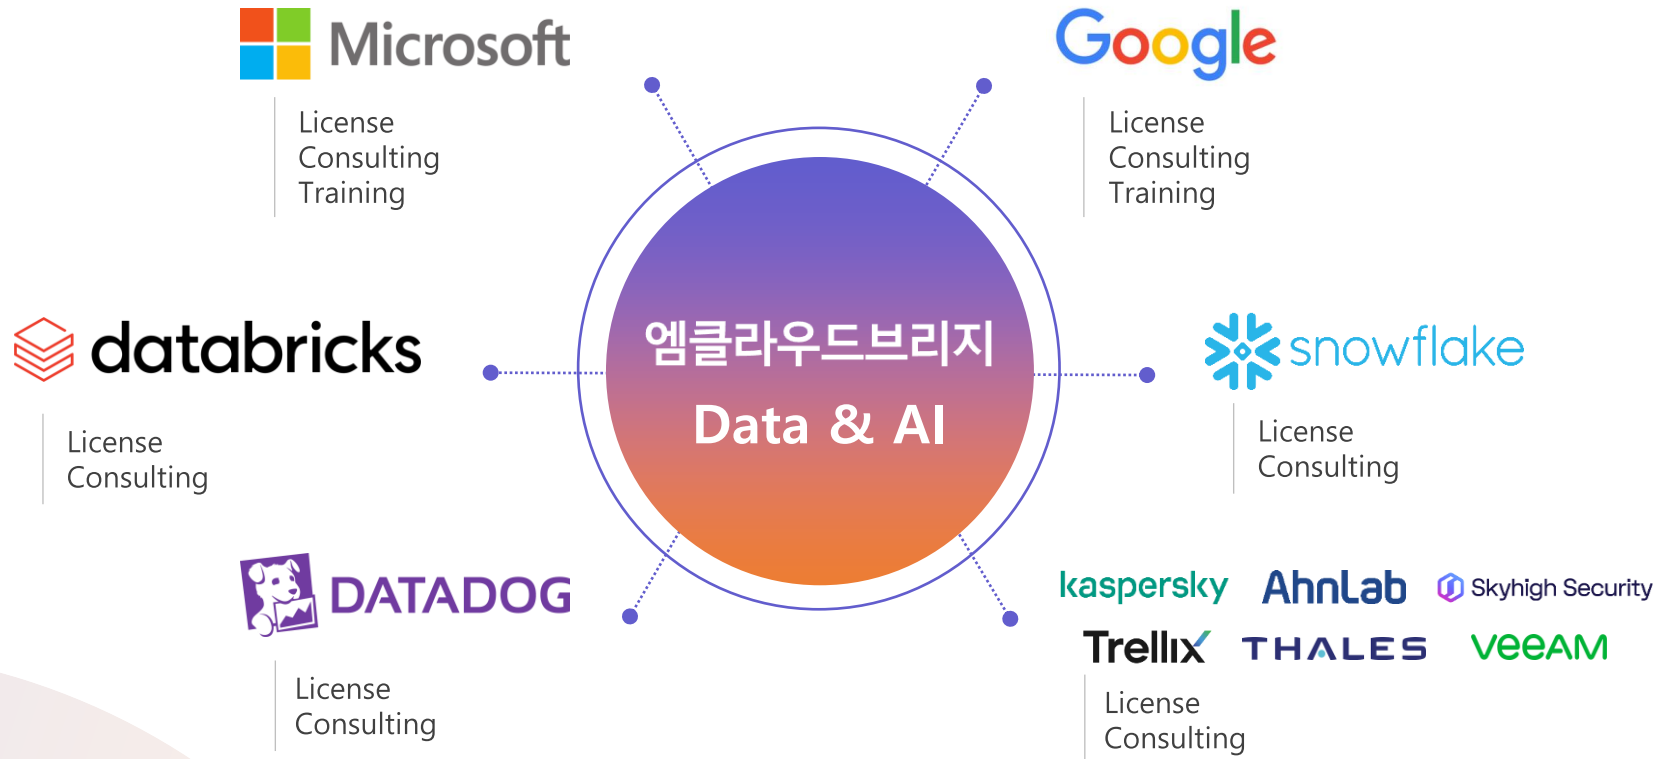 Microsoft
License
Consulting
Training
Google
License
Consulting
Training
databricks
License
Consulting
엠클라우드브리지
Data & AI
snowflake
License
Consulting
DATADOG
License
Consulting
kaspersky AhnLab Skyhigh Security
Trellix THALES veeAM
License
Consulting